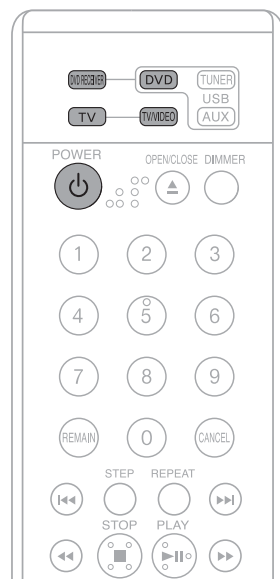 DVD RECEIVER DVD TUNER
USB
TV TV/VIDEO AUX
POWER OPEN/CLOSE DIMMER
1 2 3
4 5 6
7 8 9
REMAIN 0 CANCEL
STEP REPEAT
STOP PLAY